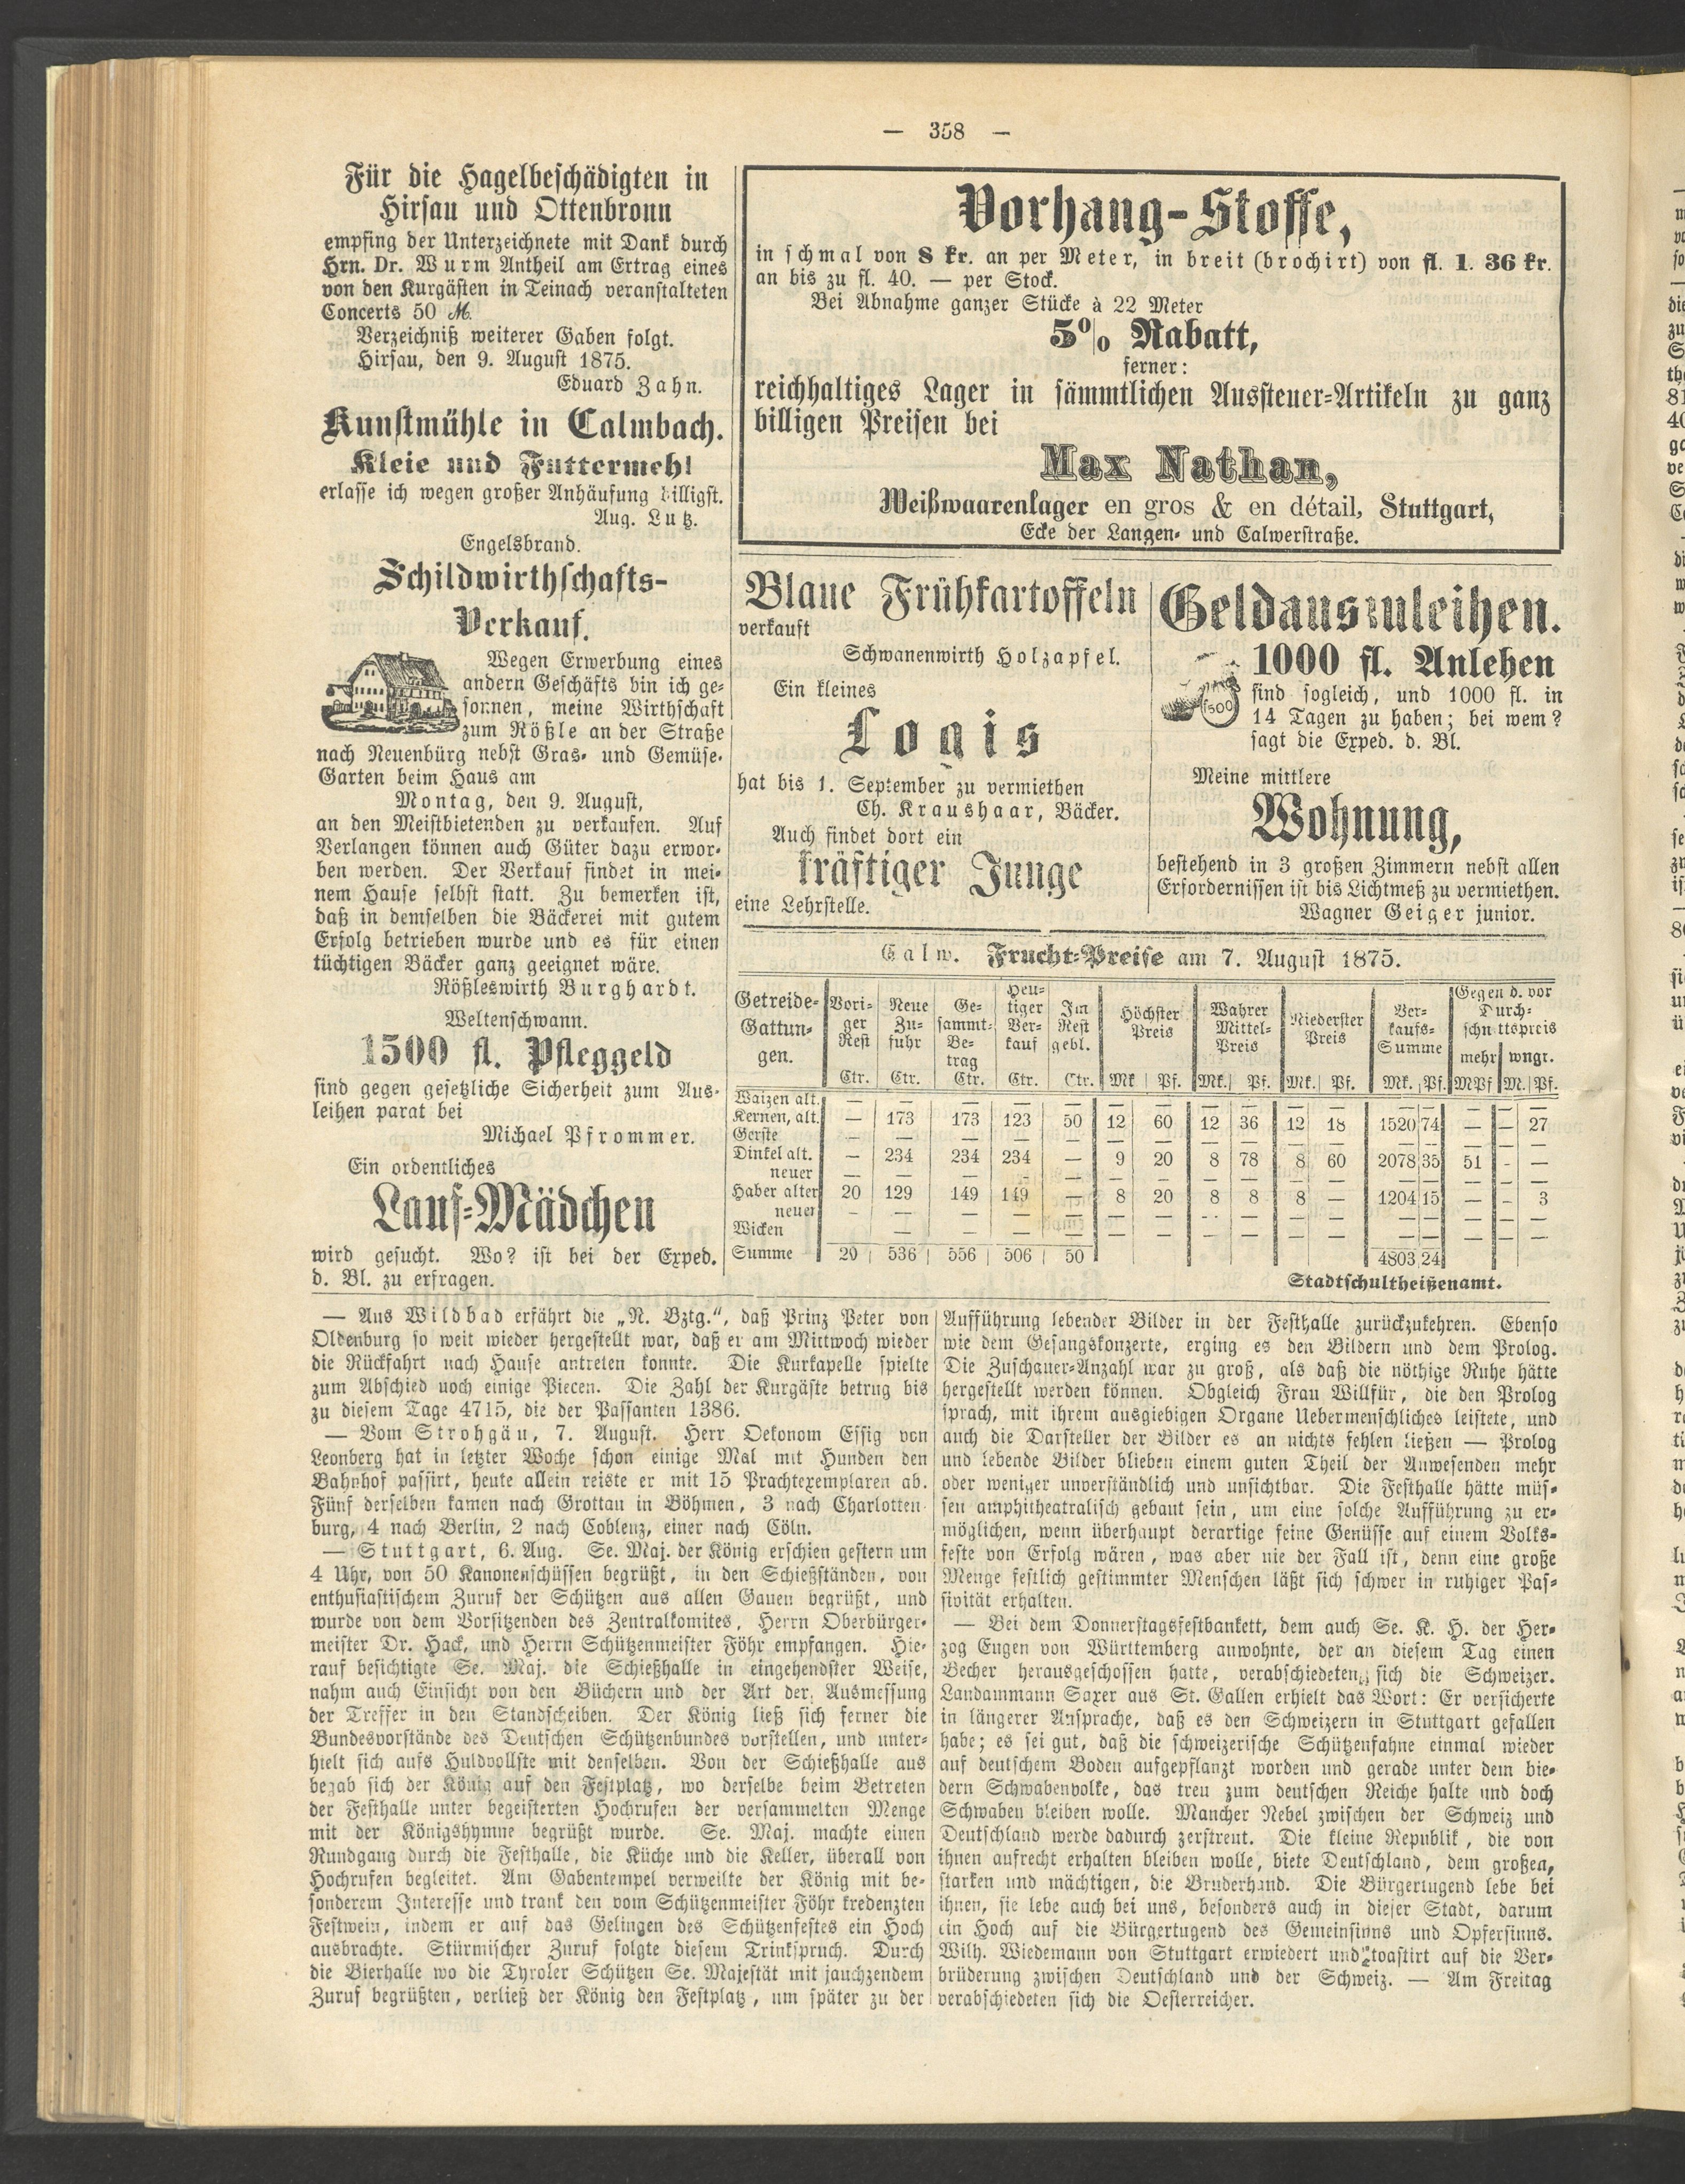 — 358 —
Für die Hagelbeschädigten in
Hirsau und Ottenbronn
empfing der Unterzeichnete mit Dank durch
Hrn. Dr. Wurm Antheil am Ertrag eines
von den Kurgästen in Teinach veranstalteten
Concerts 50 M.
Verzeichniß weiterer Gaben folgt.
Hirsau, den 9. August 1875.
Eduard Zahn.
Kunstmühle in Calmbach.
Kleie und Futtermehl
erlasse ich wegen großer Anhäufung billigst.
Aug. Lutz.
Engelsbrand.
Schildwirthschafts-
Verkauf.
Wegen Erwerbung eines
andern Geschäfts bin ich ge-
sonnen, meine Wirthschaft
zum Rößle an der Straße
nach Neuenbürg nebst Gras- und Gemüse-
Garten beim Haus am
Montag, den 9. August,
an den Meistbietenden zu verkaufen. Auf
Verlangen können auch Güter dazu erwor-
ben werden. Der Verkauf findet in mei-
nem Hause selbst statt. Zu bemerken ist,
daß in demselben die Bäckerei mit gutem
Erfolg betrieben wurde und es für einen
tüchtigen Bäcker ganz geeignet wäre.
Rößleswirth Burghardt.
Weltenschwann.
1500 fl. Pfleggeld
sind gegen gesetzliche Sicherheit zum Aus-
leihen parat bei
Michael Pfrommer.
Ein ordentliches
Lauf-Mädchen
wird gesucht. Wo? ist bei der Exped.
d. Bl. zu erfragen.
Vorhang-Stoffe,
in schmal von 8 kr. an per Meter, in breit (brochirt) von fl. 1. 36 kr.
an bis zu fl. 40. — per Stock.
Bei Abnahme ganzer Stücke à 22 Meter
5% Rabatt,
ferner:
reichhaltiges Lager in sämmtlichen Aussteuer-Artikeln zu ganz
billigen Preisen bei
Max Nathan,
Weißwaarenlager en gros & en détail, Stuttgart,
Ecke der Langen- und Calwerstraße.
Blaue Frühkartoffeln
verkauft
Schwanenwirth Holzapfel.
Ein kleines
Logis
hat bis 1. September zu vermiethen
Ch. Kraushaar, Bäcker.
Auch findet dort ein
kräftiger Junge
eine Lehrstelle.
Geldauszuleihen.
1000 fl. Anlehen
sind sogleich, und 1000 fl. in
14 Tagen zu haben; bei wem?
sagt die Exped. d. Bl.
Meine mittlere
Wohnung,
bestehend in 3 großen Zimmern nebst allen
Erfordernissen ist bis Lichtmeß zu vermiethen.
Wagner Geiger junior.
Calw. Frucht-Preise am 7. August 1875.
Getreide-Gattun-gen. | Vori-ger Rest | Neue Zu-fuhr | Ge-sammt-Be-trag | Heu-tiger Ver-kauf | Im Rest gebl. | Höchster Preis | Wahrer Mittel-Preis | Niederster Preis | Ver-kaufs-Summe | Gegen d. vor Durch-schnittspreis mehr | wngr.
Ctr. | Ctr. | Ctr. | Ctr. | Ctr. | Mk | Pf. | Mk. | Pf. | Mk. | Pf. | Mk. | Pf. | M Pf | M. | Pf.
Waizen alt. — — — — — — — — — — — — — — — —
Kernen, alt. — 173 173 123 50 12 60 12 36 12 18 1520 74 — — 27
Gerste — — — — — — — — — — — — — — — —
Dinkel alt. — 234 234 234 — 9 20 8 78 8 60 2078 35 51 - —
neuer — — — — — — — — — — — — — — — —
Haber alter 20 129 149 149 — 8 20 8 8 8 — 1204 15 — - 3
neuer — — — — — — — — — — — — — — —
Wicken — — — — — — — — — — — — — — —
Summe 20 536 556 506 50 4803 24
Stadtschultheißenamt.
— Aus Wildbad erfährt die „N. Bztg.“, daß Prinz Peter von
Oldenburg so weit wieder hergestellt war, daß er am Mittwoch wieder
die Rückfahrt nach Hause antreten konnte. Die Kurkapelle spielte
zum Abschied noch einige Piecen. Die Zahl der Kurgäste betrug bis
zu diesem Tage 4715, die der Passanten 1386.
— Vom Strohgäu, 7. August. Herr Oekonom Essig von
Leonberg hat in letzter Woche schon einige Mal mit Hunden den
Bahnhof passirt, heute allein reiste er mit 15 Prachtexemplaren ab.
Fünf derselben kamen nach Grottau in Böhmen, 3 nach Charlotten-
burg, 4 nach Berlin, 2 nach Coblenz, einer nach Cöln.
— Stuttgart, 6. Aug. Se. Maj. der König erschien gestern um
4 Uhr, von 50 Kanonenschüssen begrüßt, in den Schießständen, von
enthusiastischem Zuruf der Schützen aus allen Gauen begrüßt, und
wurde von dem Vorsitzenden des Zentralkomites, Herrn Oberbürger-
meister Dr. Hack, und Herrn Schützenmeister Föhr empfangen. Hie-
rauf besichtigte Se. Maj. die Schießhalle in eingehendster Weise,
nahm auch Einsicht von den Büchern und der Art der Ausmessung
der Treffer in den Standscheiben. Der König ließ sich ferner die
Bundesvorstände des Deutschen Schützenbundes vorstellen, und unter-
hielt sich aufs Huldvollste mit denselben. Von der Schießhalle aus
begab sich der König auf den Festplatz, wo derselbe beim Betreten
der Festhalle unter begeisterten Hochrufen der versammelten Menge
mit der Königshymne begrüßt wurde. Se. Maj. machte einen
Rundgang durch die Festhalle, die Küche und die Keller, überall von
Hochrufen begleitet. Am Gabentempel verweilte der König mit be-
sonderem Interesse und trank den vom Schützenmeister Föhr kredenzten
Festwein, indem er auf das Gelingen des Schützenfestes ein Hoch
ausbrachte. Stürmischer Zuruf folgte diesem Trinkspruch. Durch
die Bierhalle wo die Tyroler Schützen Se. Majestät mit jauchzendem
Zuruf begrüßten, verließ der König den Festplatz, um später zu der
Aufführung lebender Bilder in der Festhalle zurückzukehren. Ebenso
wie dem Gesangskonzerte, erging es den Bildern und dem Prolog.
Die Zuschauer-Anzahl war zu groß, als daß die nöthige Ruhe hätte
hergestellt werden können. Obgleich Frau Willfür, die den Prolog
sprach, mit ihrem ausgiebigen Organe Uebermenschliches leistete, und
auch die Darsteller der Bilder es an nichts fehlen ließen — Prolog
und lebende Bilder blieben einem guten Theil der Anwesenden mehr
oder weniger unverständlich und unsichtbar. Die Festhalle hätte müs-
sen amphitheatralisch gebaut sein, um eine solche Aufführung zu er-
möglichen, wenn überhaupt derartige feine Genüsse auf einem Volks-
feste von Erfolg wären, was aber nie der Fall ist, denn eine große
Menge festlich gestimmter Menschen läßt sich schwer in ruhiger Pas-
sivität erhalten.
— Bei dem Donnerstagsfestbankett, dem auch Se. K. H. der Her-
zog Eugen von Württemberg anwohnte, der an diesem Tag einen
Becher herausgeschossen hatte, verabschiedeten sich die Schweizer.
Landammann Saxer aus St. Gallen erhielt das Wort: Er versicherte
in längerer Ansprache, daß es den Schweizern in Stuttgart gefallen
habe; es sei gut, daß die schweizerische Schützenfahne einmal wieder
auf deutschem Boden aufgepflanzt worden und gerade unter dem bie-
dern Schwabenvolke, das treu zum deutschen Reiche halte und doch
Schwaben bleiben wolle. Mancher Nebel zwischen der Schweiz und
Deutschland werde dadurch zerstreut. Die kleine Republik, die von
ihnen aufrecht erhalten bleiben wolle, biete Deutschland, dem großen,
starken und mächtigen, die Bruderhand. Die Bürgertugend lebe bei
ihnen, sie lebe auch bei uns, besonders auch in dieser Stadt, darum
ein Hoch auf die Bürgertugend des Gemeinsinns und Opfersinns.
Wilh. Wiedemann von Stuttgart erwiedert und toastirt auf die Ver-
brüderung zwischen Deutschland und der Schweiz. — Am Freitag
verabschiedeten sich die Oesterreicher.